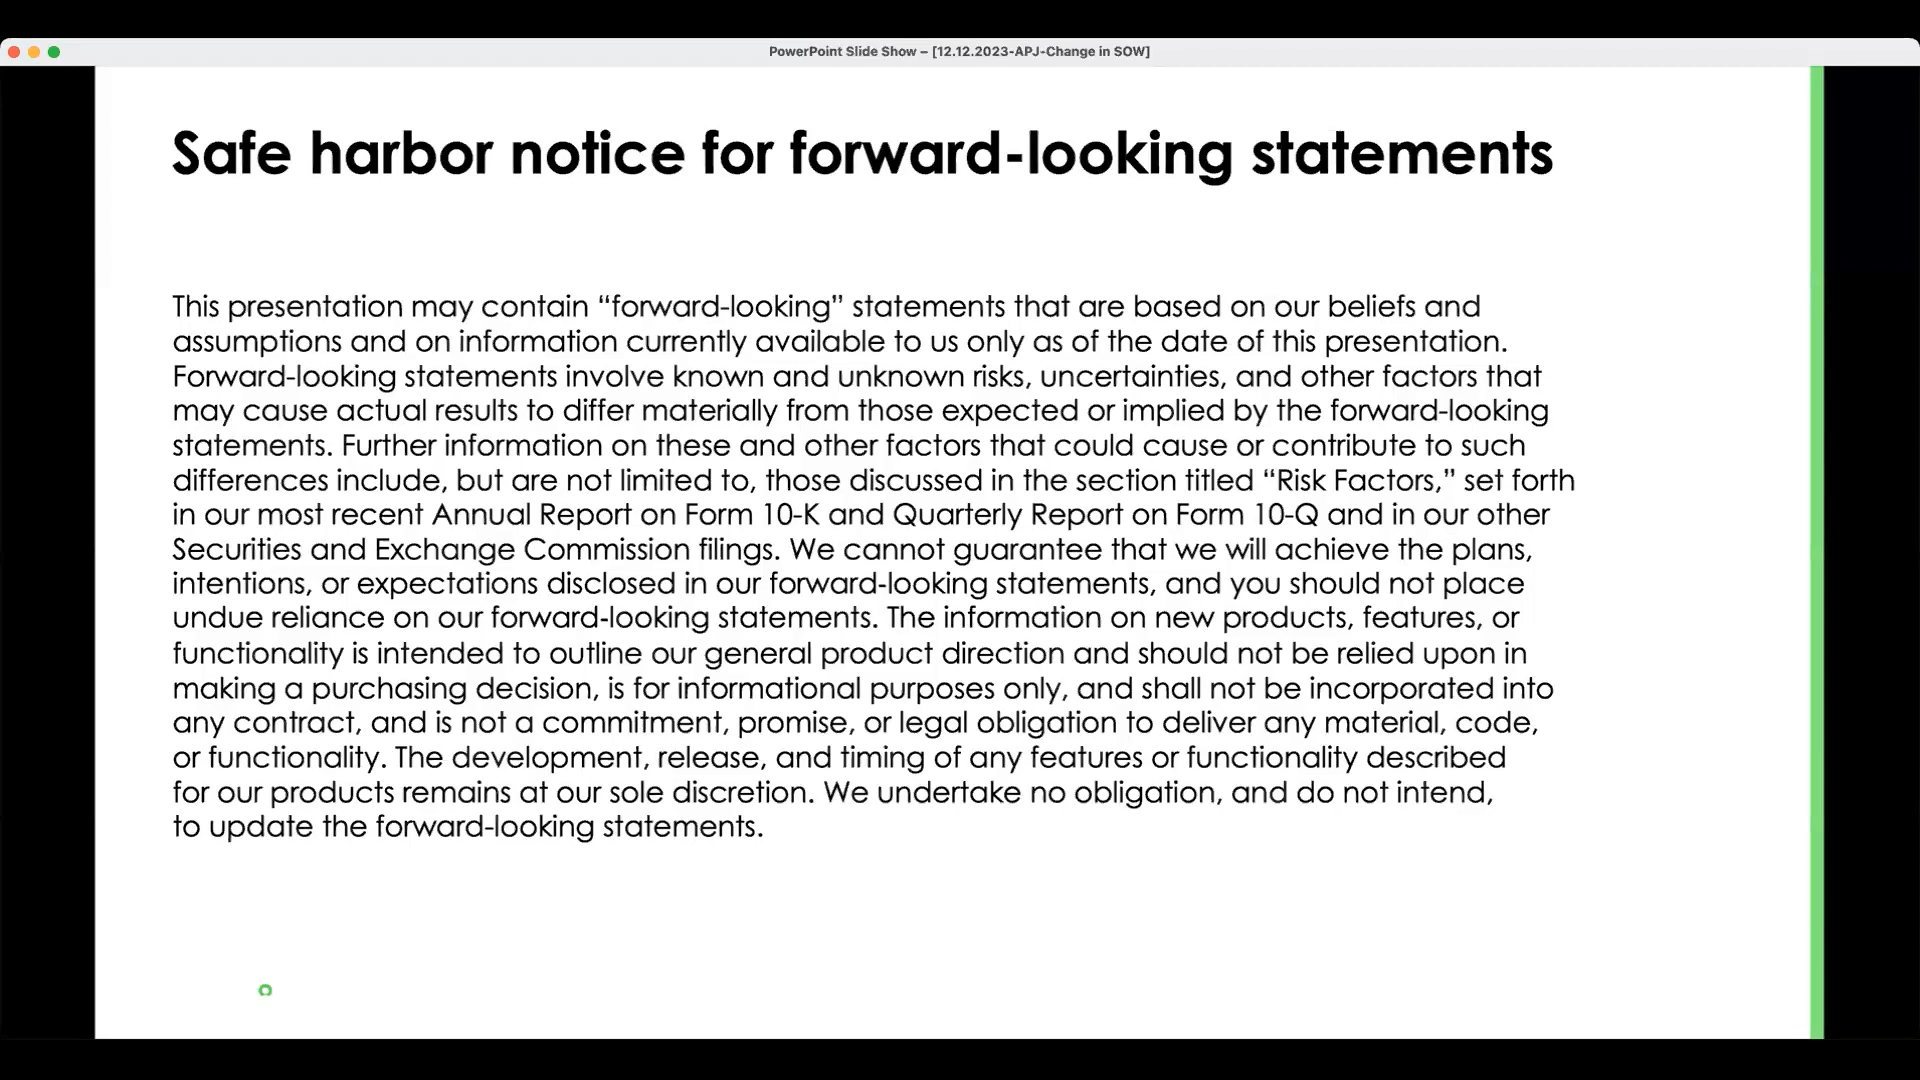 PowerPoint Slide Show – [12.12.2023-APJ-Change in SOW]
Safe harbor notice for forward-looking statements
This presentation may contain “forward-looking” statements that are based on our beliefs and
assumptions and on information currently available to us only as of the date of this presentation.
Forward-looking statements involve known and unknown risks, uncertainties, and other factors that
may cause actual results to differ materially from those expected or implied by the forward-looking
statements. Further information on these and other factors that could cause or contribute to such
differences include, but are not limited to, those discussed in the section titled “Risk Factors,” set forth
in our most recent Annual Report on Form 10-K and Quarterly Report on Form 10-Q and in our other
Securities and Exchange Commission filings. We cannot guarantee that we will achieve the plans,
intentions, or expectations disclosed in our forward-looking statements, and you should not place
undue reliance on our forward-looking statements. The information on new products, features, or
functionality is intended to outline our general product direction and should not be relied upon in
making a purchasing decision, is for informational purposes only, and shall not be incorporated into
any contract, and is not a commitment, promise, or legal obligation to deliver any material, code,
or functionality. The development, release, and timing of any features or functionality described
for our products remains at our sole discretion. We undertake no obligation, and do not intend,
to update the forward-looking statements.